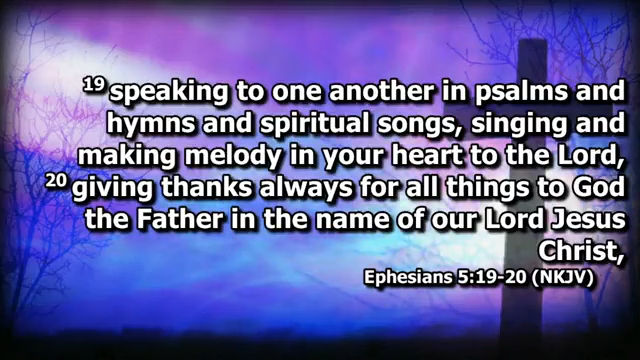 19 speaking to one another in psalms and
hymns and spiritual songs, singing and
making melody in your heart to the Lord,
20 giving thanks always for all things to God
the Father in the name of our Lord Jesus
Christ,
Ephesians 5:19-20 (NKJV)